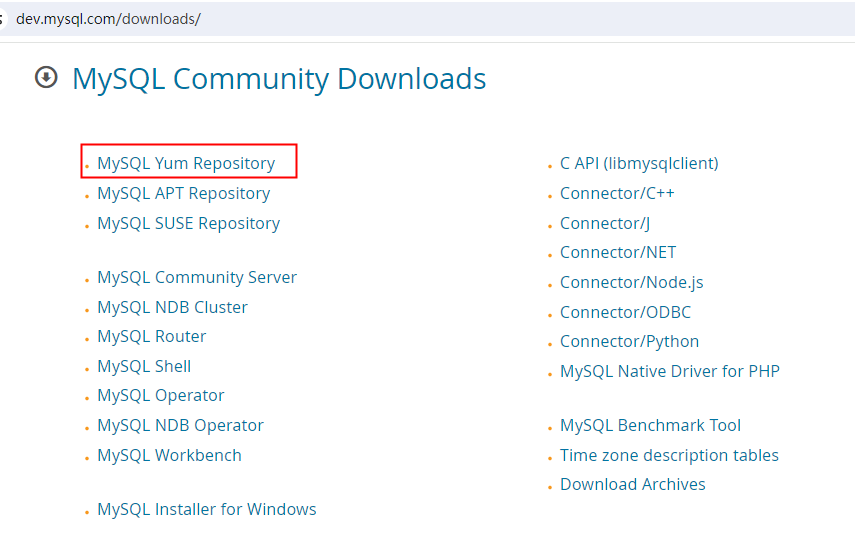 dev.mysql.com/downloads/
MySQL Community Downloads
MySQL Yum Repository
MySQL APT Repository
MySQL SUSE Repository
MySQL Community Server
MySQL NDB Cluster
MySQL Router
MySQL Shell
MySQL Operator
MySQL NDB Operator
MySQL Workbench
MySQL Installer for Windows
C API (libmysqlclient)
Connector/C++
Connector/J
Connector/NET
Connector/Node.js
Connector/ODBC
Connector/Python
MySQL Native Driver for PHP
MySQL Benchmark Tool
Time zone description tables
Download Archives